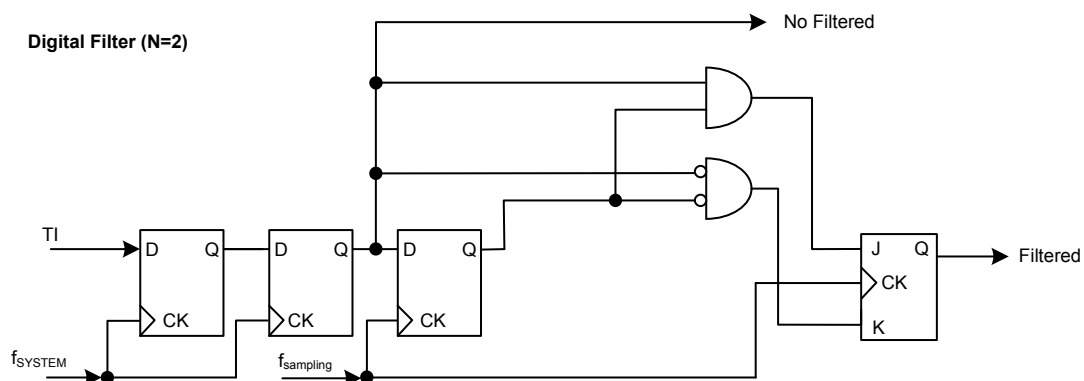 No Filtered
Digital Filter (N=2)
TI
D Q
D Q
D Q
J Q
Filtered
CK
CK
CK
CK
K
fSYSTEM
fsampling